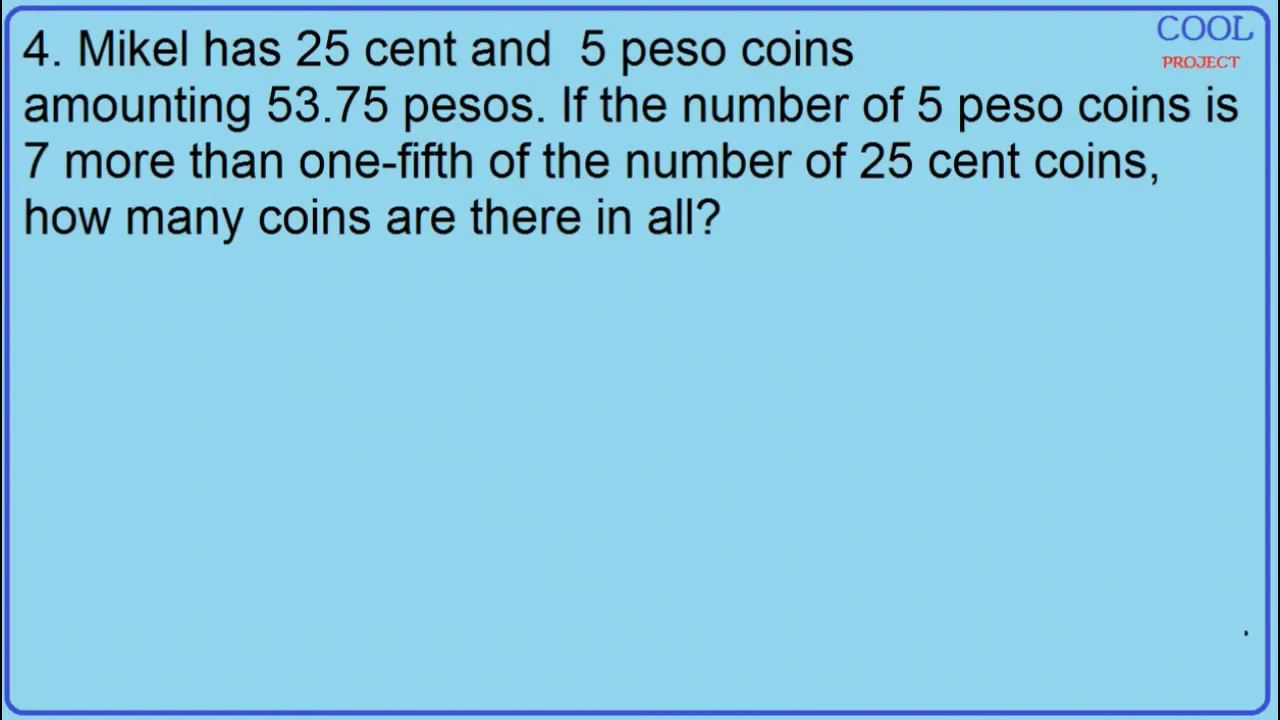 COOL
PROJECT
4. Mikel has 25 cent and 5 peso coins
amounting 53.75 pesos. If the number of 5 peso coins is
7 more than one-fifth of the number of 25 cent coins,
how many coins are there in all?